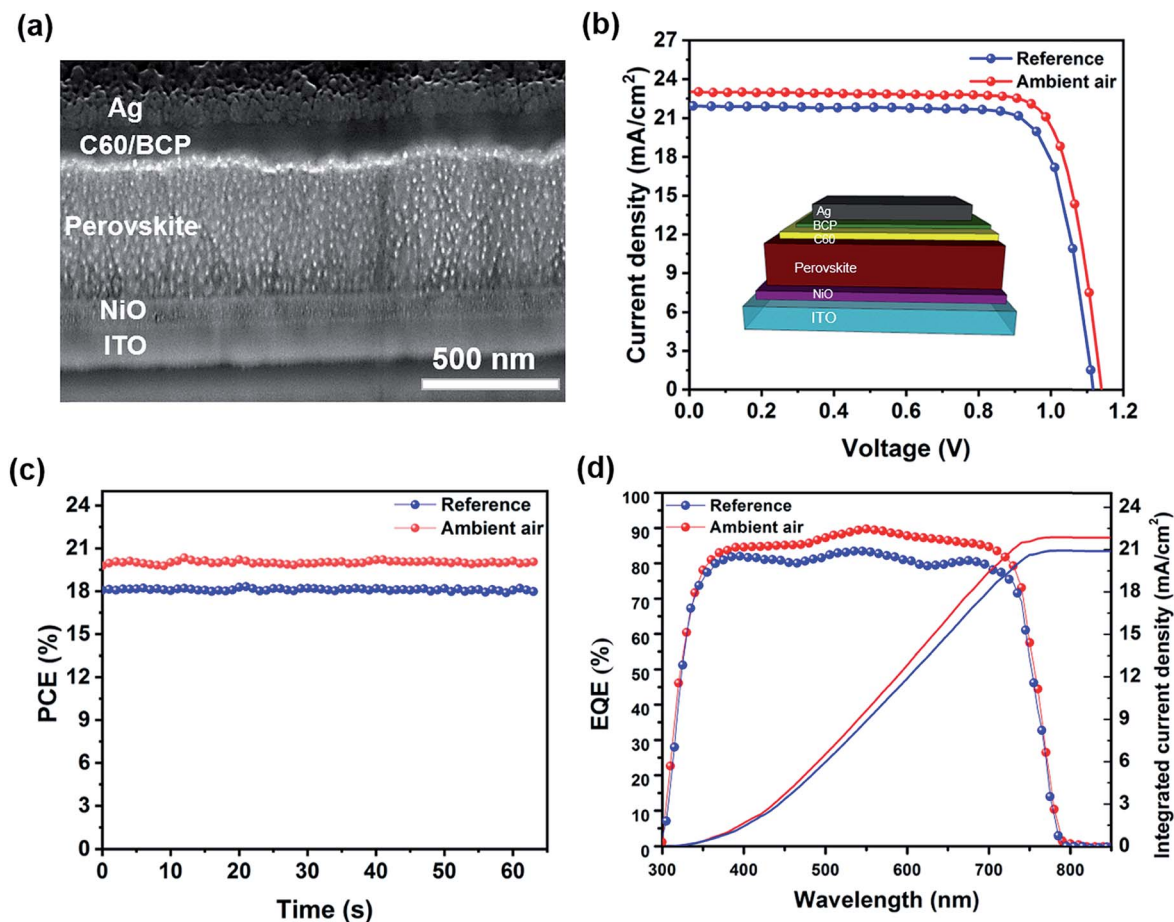 (a)
Ag
C60/BCP
Perovskite
NiO
ITO
500 nm
(b)
27
24
21
18
15
12
9
6
3
0
Current density (mA/cm²)
Reference
Ambient air
Ag
BCP
C60
Perovskite
NiO
ITO
0.0 0.2 0.4 0.6 0.8 1.0 1.2
Voltage (V)
(c)
24
21
18
15
12
9
6
3
0
PCE (%)
Reference
Ambient air
0 10 20 30 40 50 60
Time (s)
(d)
100
90
80
70
60
50
40
30
20
10
0
EQE (%)
Reference
Ambient air
24
21
18
15
12
9
6
3
0
Integrated current density (mA/cm²)
300 400 500 600 700 800
Wavelength (nm)